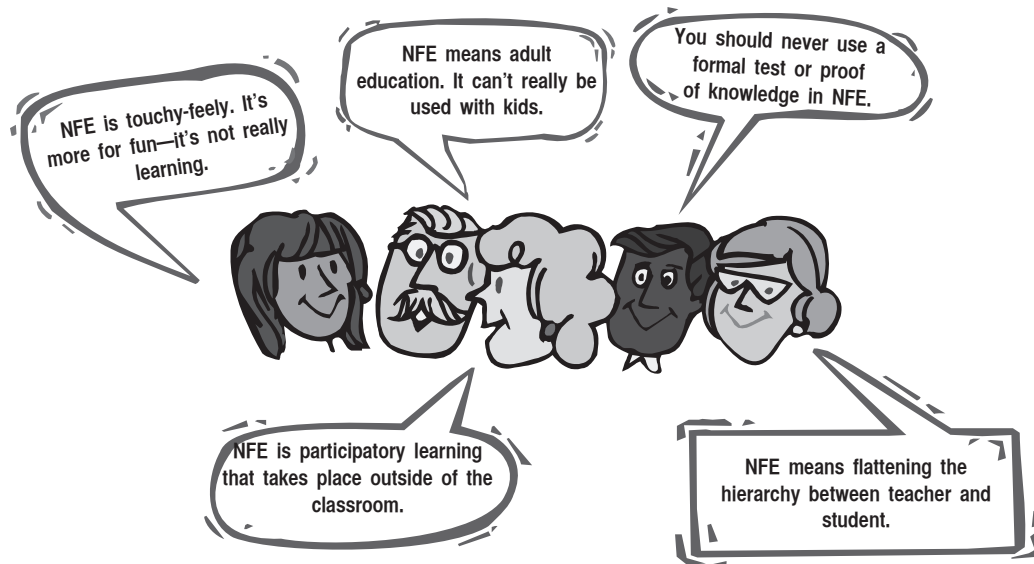 NFE is touchy-feely. It's
more for fun—it's not really
learning.
NFE means adult
education. It can't really be
used with kids.
You should never use a
formal test or proof
of knowledge in NFE.
NFE is participatory learning
that takes place outside of the
classroom.
NFE means flattening the
hierarchy between teacher and
student.